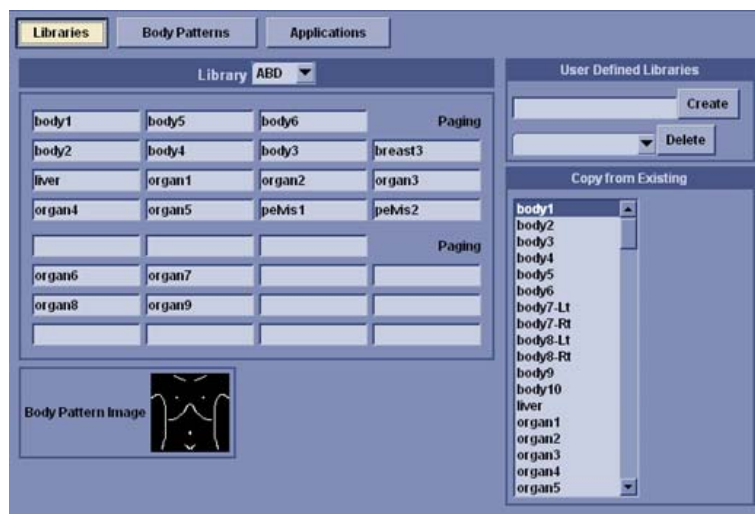 Libraries Body Patterns Applications
Library ABD
body1 body5 body6 Paging
body2 body4 body3 breast3
liver organ1 organ2 organ3
organ4 organ5 pelvis1 pelvis2
Paging
organ6 organ7
organ8 organ9
Body Pattern Image
User Defined Libraries
Create
Delete
Copy from Existing
body1
body2
body3
body4
body5
body6
body7-Lt
body7-Rt
body8-Lt
body8-Rt
body9
body10
liver
organ1
organ2
organ3
organ4
organ5